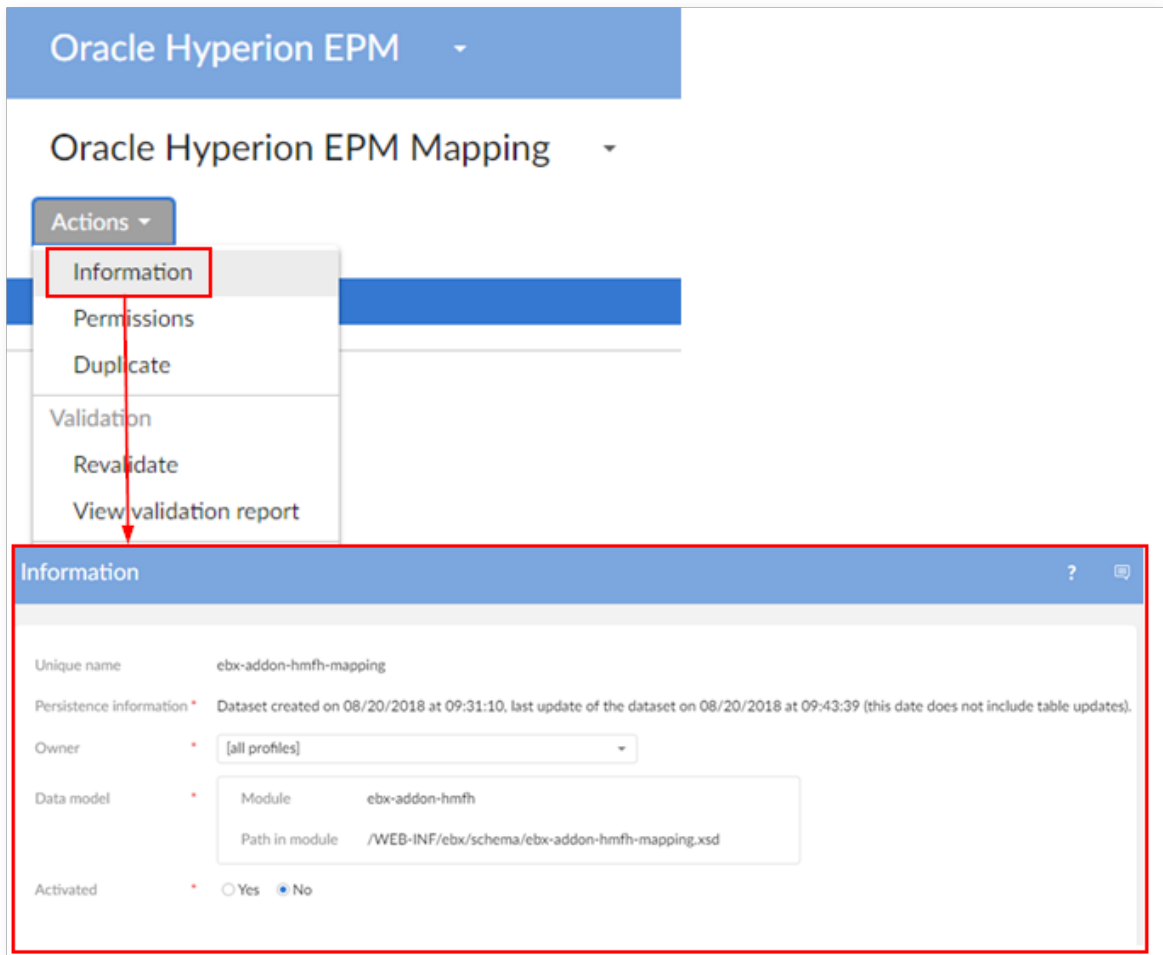 Oracle Hyperion EPM
Oracle Hyperion EPM Mapping
Actions
Information
Permissions
Duplicate
Validation
Revalidate
View validation report
Information ?
Unique name ebx-addon-hmfh-mapping
Persistence information * Dataset created on 08/20/2018 at 09:31:10, last update of the dataset on 08/20/2018 at 09:43:39 (this date does not include table updates).
Owner * [all profiles]
Data model * Module ebx-addon-hmfh
Path in module /WEB-INF/ebx/schema/ebx-addon-hmfh-mapping.xsd
Activated * Yes No